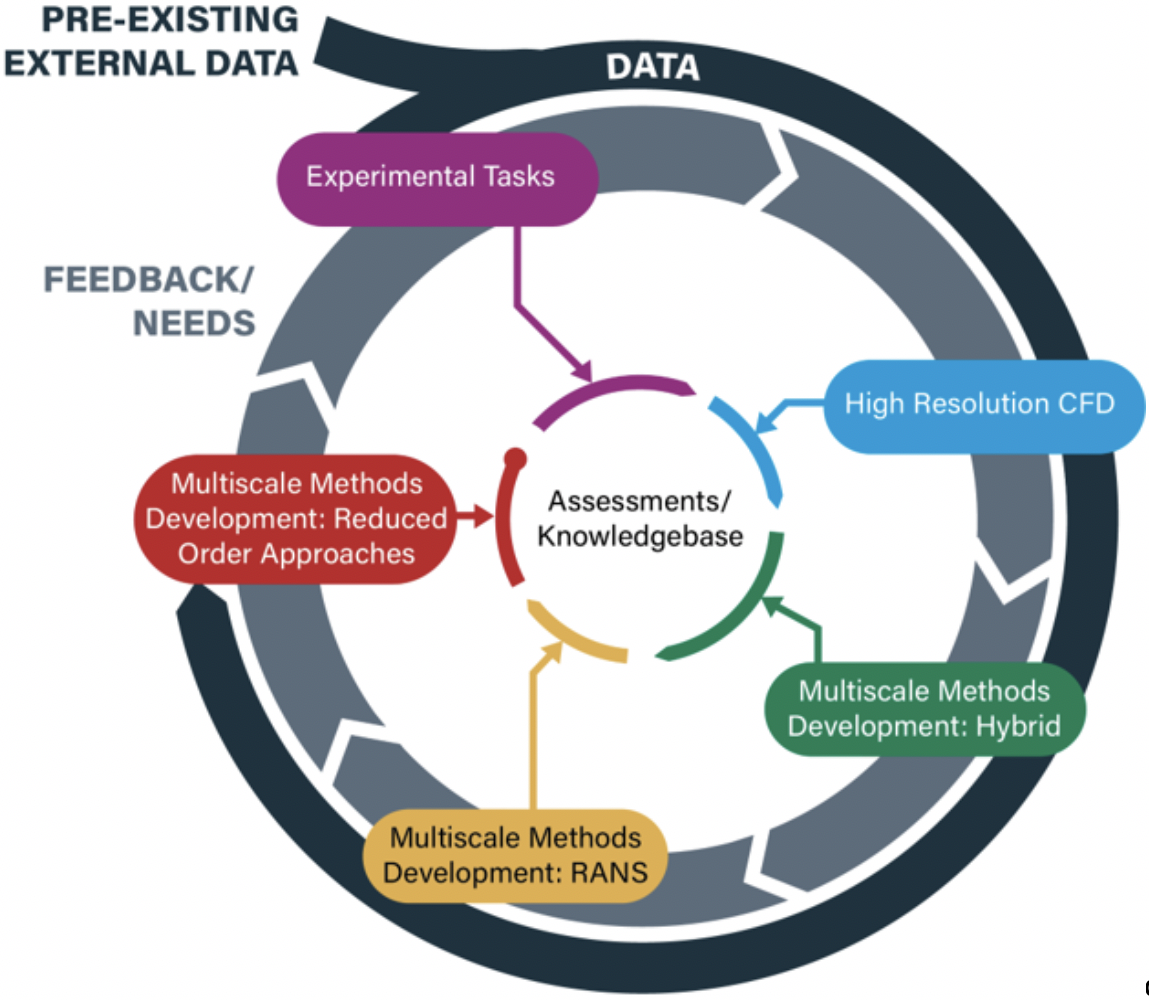 PRE-EXISTING
EXTERNAL DATA
DATA
Experimental Tasks
FEEDBACK/
NEEDS
High Resolution CFD
Multiscale Methods
Development: Reduced
Order Approaches
Assessments/
Knowledgebase
Multiscale Methods
Development: Hybrid
Multiscale Methods
Development: RANS